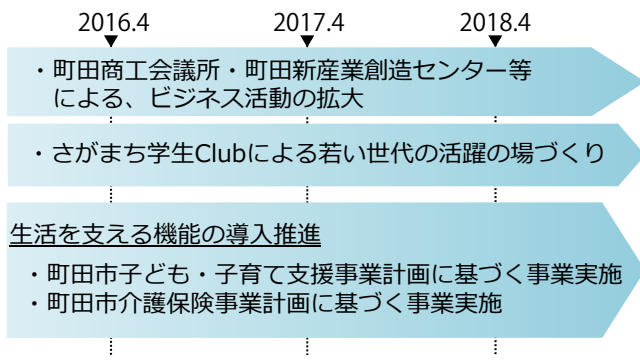 2016.4 2017.4 2018.4
・町田商工会議所・町田新産業創造センター等
による、ビジネス活動の拡大
・さがまち学生Clubによる若い世代の活躍の場づくり
生活を支える機能の導入推進
・町田市子ども・子育て支援事業計画に基づく事業実施
・町田市介護保険事業計画に基づく事業実施